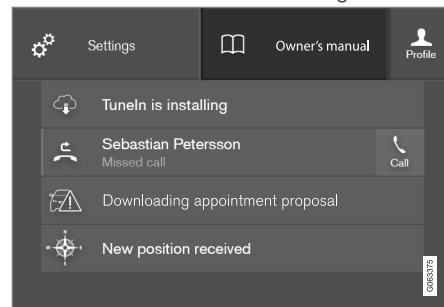 Settings
Owner's manual
Profile
TuneIn is installing
Sebastian Petersson
Missed call
Call
Downloading appointment proposal
N
W
E
S
New position received
G063375